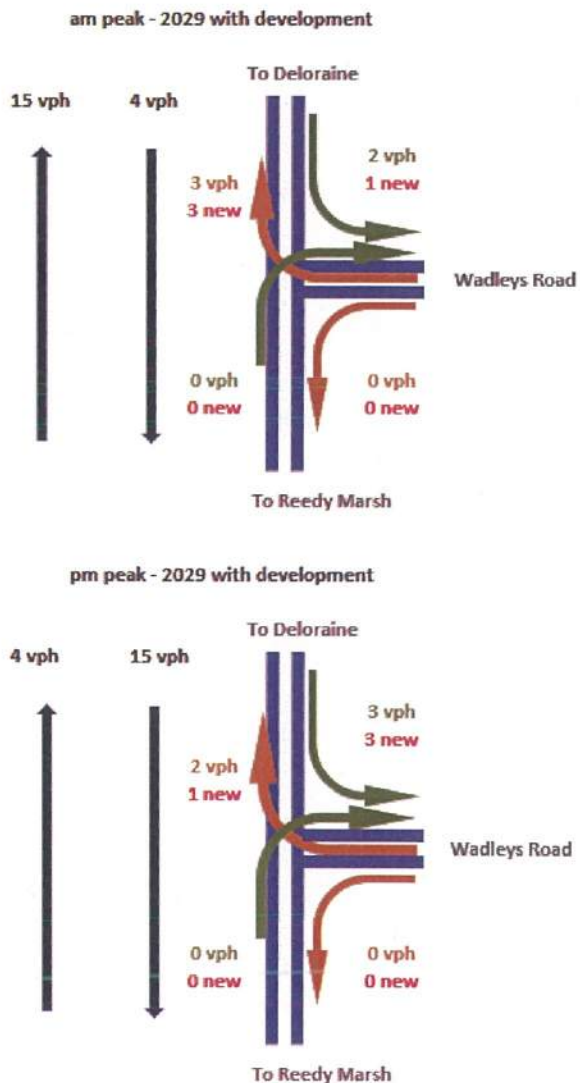 am peak - 2029 with development
To Deloraine
15 vph 4 vph
2 vph
1 new
3 vph
3 new
Wadleys Road
0 vph
0 new
0 vph
0 new
To Reedy Marsh
pm peak - 2029 with development
To Deloraine
4 vph 15 vph
3 vph
3 new
2 vph
1 new
Wadleys Road
0 vph
0 new
0 vph
0 new
To Reedy Marsh